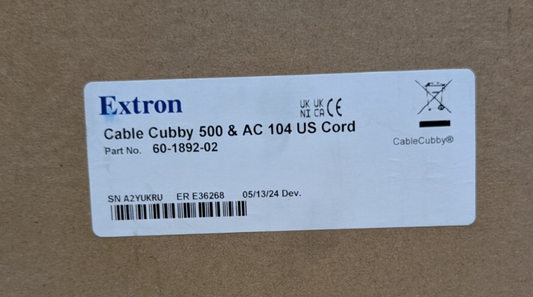 Extron
UK UK CE
NI CA
Cable Cubby 500 & AC 104 US Cord
Part No. 60-1892-02
CableCubby®
SN A2YUKRU ER E36268 05/13/24 Dev.